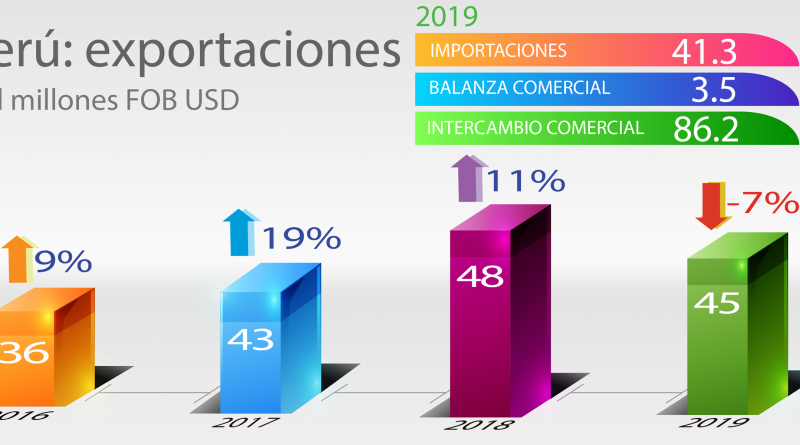 erú: exportaciones
l millones FOB USD
2019
IMPORTACIONES 41.3
BALANZA COMERCIAL 3.5
INTERCAMBIO COMERCIAL 86.2
9%
19%
11%
-7%
36
43
48
45
2016
2017
2018
2019